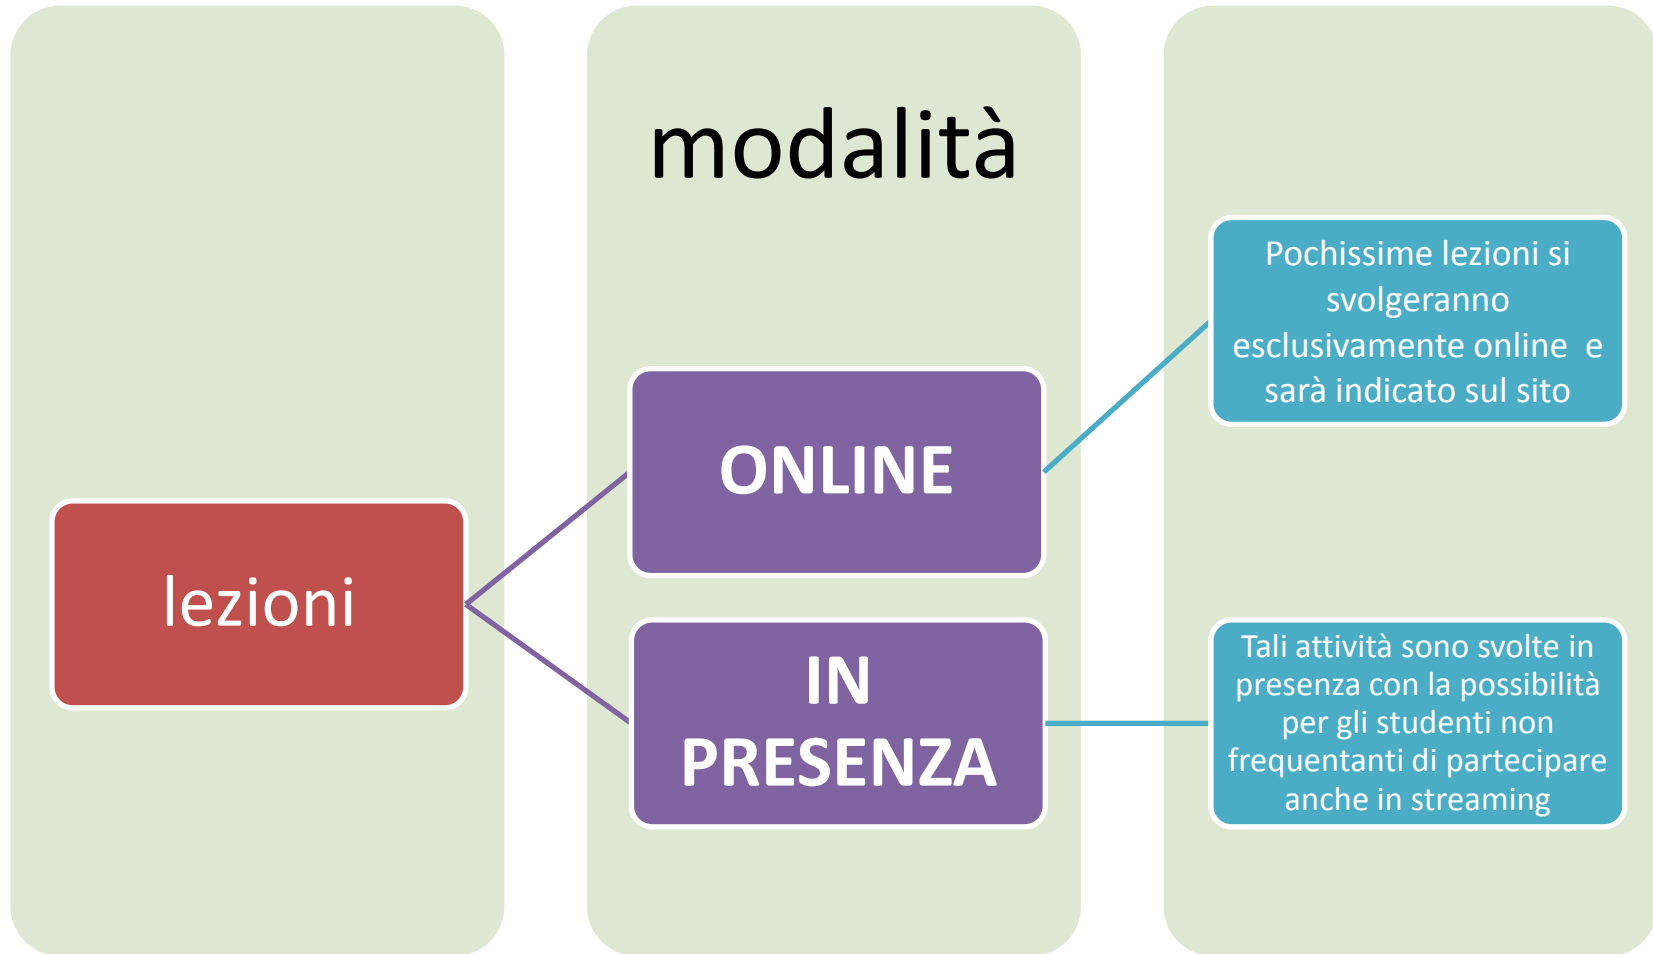 modalità
lezioni
ONLINE
IN
PRESENZA
Pochissime lezioni si
svolgeranno
esclusivamente online e
sarà indicato sul sito
Tali attività sono svolte in
presenza con la possibilità
per gli studenti non
frequentanti di partecipare
anche in streaming